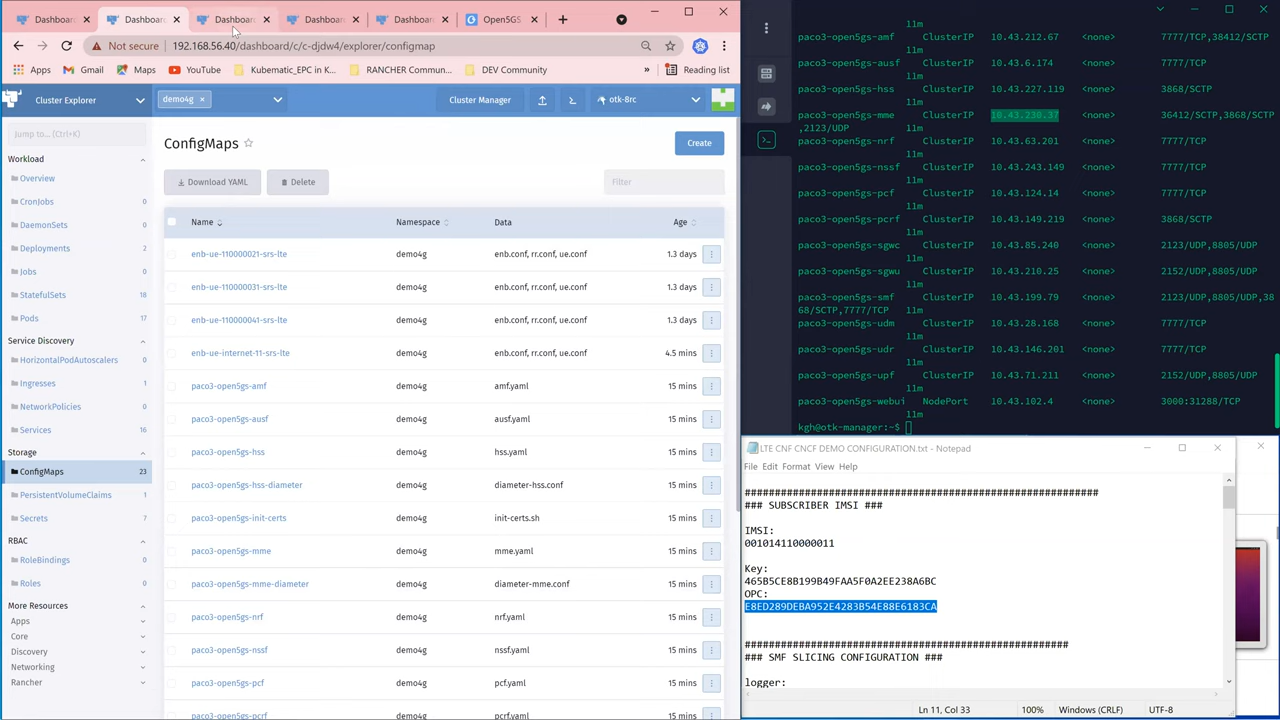 Dashboard
Dashboard
Dashboard
Dashboard
Dashboard
Open5GS
Not secure
192.168.56.40/dashboard/c/c-djdw4/explorer/configmap
Apps
Gmail
Maps
YouTube
Kubematic_EPC in K...
RANCHER Commun...
DEV Community
»
Reading list
Cluster Explorer
demo4g ×
Cluster Manager
otk-8rc
Jump to... (Ctrl+K)
Workload
Overview
CronJobs 0
DaemonSets 0
Deployments 2
Jobs 0
StatefulSets 18
Pods 17
Service Discovery
HorizontalPodAutoscalers 0
Ingresses 1
NetworkPolicies 0
Services 16
Storage
ConfigMaps 23
PersistentVolumeClaims 1
Secrets 7
RBAC
RoleBindings 0
Roles 0
More Resources
Apps
Core
Discovery
Networking
Rancher
ConfigMaps
Create
Download YAML
Delete
Filter
Name Namespace Data Age
enb-ue-110000021-srs-lte demo4g enb.conf, rr.conf, ue.conf 1.3 days
enb-ue-110000031-srs-lte demo4g enb.conf, rr.conf, ue.conf 1.3 days
enb-ue-110000041-srs-lte demo4g enb.conf, rr.conf, ue.conf 1.3 days
enb-ue-internet-11-srs-lte demo4g enb.conf, rr.conf, ue.conf 4.5 mins
paco3-open5gs-amf demo4g amf.yaml 15 mins
paco3-open5gs-ausf demo4g ausf.yaml 15 mins
paco3-open5gs-hss demo4g hss.yaml 15 mins
paco3-open5gs-hss-diameter demo4g diameter-hss.conf 15 mins
paco3-open5gs-init-certs demo4g init-certs.sh 15 mins
paco3-open5gs-mme demo4g mme.yaml 15 mins
paco3-open5gs-mme-diameter demo4g diameter-mme.conf 15 mins
paco3-open5gs-nrf demo4g nrf.yaml 15 mins
paco3-open5gs-nssf demo4g nssf.yaml 15 mins
paco3-open5gs-pcf demo4g pcf.yaml 15 mins
paco3-open5gs-pcrf demo4g pcrf.yaml 15 mins
11m
paco3-open5gs-amf ClusterIP 10.43.212.67 <none> 7777/TCP,38412/SCTP
11m
paco3-open5gs-ausf ClusterIP 10.43.6.174 <none> 7777/TCP
11m
paco3-open5gs-hss ClusterIP 10.43.227.119 <none> 3868/SCTP
11m
paco3-open5gs-mme ClusterIP 10.43.230.37 <none> 36412/SCTP,3868/SCTP
,2123/UDP 11m
paco3-open5gs-nrf ClusterIP 10.43.63.201 <none> 7777/TCP
11m
paco3-open5gs-nssf ClusterIP 10.43.243.149 <none> 7777/TCP
11m
paco3-open5gs-pcf ClusterIP 10.43.124.14 <none> 7777/TCP
11m
paco3-open5gs-pcrf ClusterIP 10.43.149.219 <none> 3868/SCTP
11m
paco3-open5gs-sgwc ClusterIP 10.43.85.240 <none> 2123/UDP,8805/UDP
11m
paco3-open5gs-sgwu ClusterIP 10.43.210.25 <none> 2152/UDP,8805/UDP
11m
paco3-open5gs-smf ClusterIP 10.43.199.79 <none> 2123/UDP,8805/UDP,38
68/SCTP,7777/TCP 11m
paco3-open5gs-udm ClusterIP 10.43.28.168 <none> 7777/TCP
11m
paco3-open5gs-udr ClusterIP 10.43.146.201 <none> 7777/TCP
11m
paco3-open5gs-upf ClusterIP 10.43.71.211 <none> 2152/UDP,8805/UDP
11m
paco3-open5gs-webui NodePort 10.43.102.4 <none> 3000:31288/TCP
11m
kgh@otk-manager:~$
LTE CNF CNCF DEMO CONFIGURATION.txt - Notepad
File Edit Format View Help
###########################################################
### SUBSCRIBER IMSI ###
IMSI:
001014110000011
Key:
465B5CE8B199B49FAA5F0A2EE238A6BC
OPC:
E8ED289DEBA952E4283B54E88E6183CA
######################################################
### SMF SLICING CONFIGURATION ###
logger:
Ln 11, Col 33 100% Windows (CRLF) UTF-8